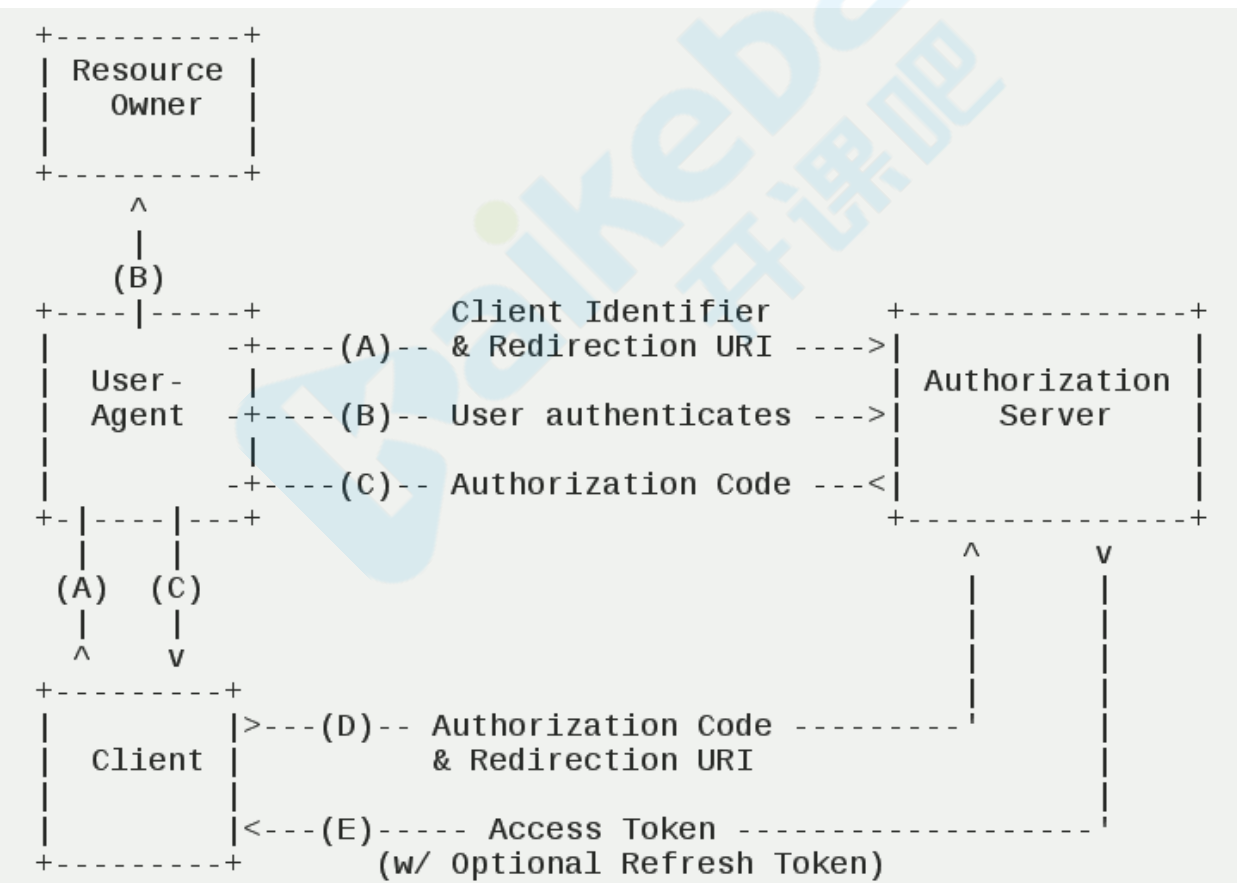 +----------+
| Resource |
|   Owner  |
|          |
+----------+
     ^
     |
    (B)
+----|-----+          Client Identifier      +---------------+
|         -+----(A)-- & Redirection URI ---->|               |
|  User-   |                                 | Authorization |
|  Agent  -+----(B)-- User authenticates --->|     Server    |
|          |                                 |               |
|         -+----(C)-- Authorization Code ---<|               |
+-|----|---+                                 +---------------+
  |    |                                         ^      v
 (A)  (C)                                        |      |
  |    |                                         |      |
  ^    v                                         |      |
+---------+                                      |      |
|         |>---(D)-- Authorization Code ---------'      |
|  Client |          & Redirection URI                  |
|         |                                             |
|         |<---(E)----- Access Token -------------------'
+---------+       (w/ Optional Refresh Token)
Kaikeba
开课吧